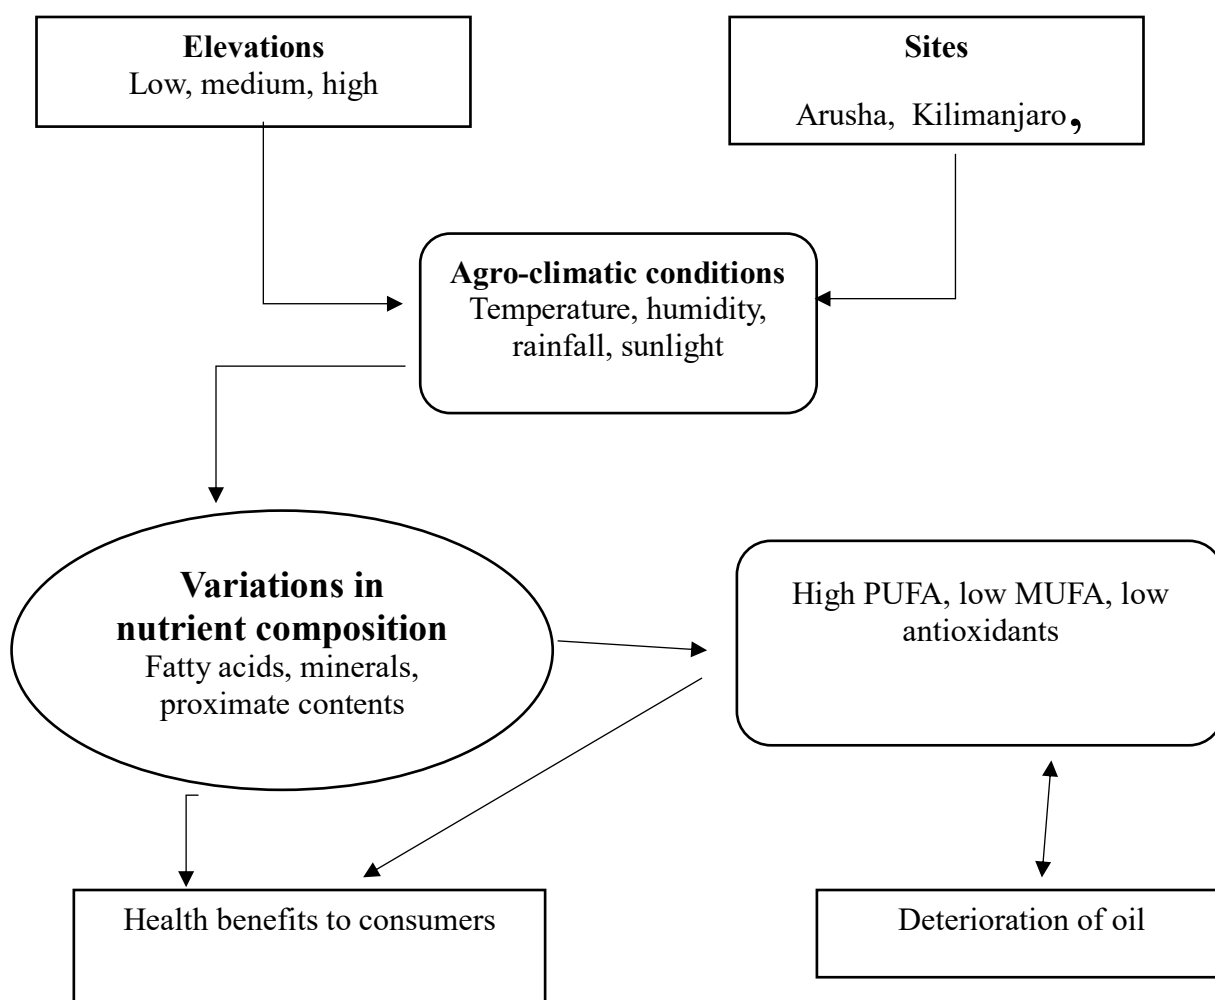 Elevations
Low, medium, high
Sites
Arusha, Kilimanjaro,
Agro-climatic conditions
Temperature, humidity,
rainfall, sunlight
Variations in
nutrient composition
Fatty acids, minerals,
proximate contents
High PUFA, low MUFA, low
antioxidants
Health benefits to consumers
Deterioration of oil